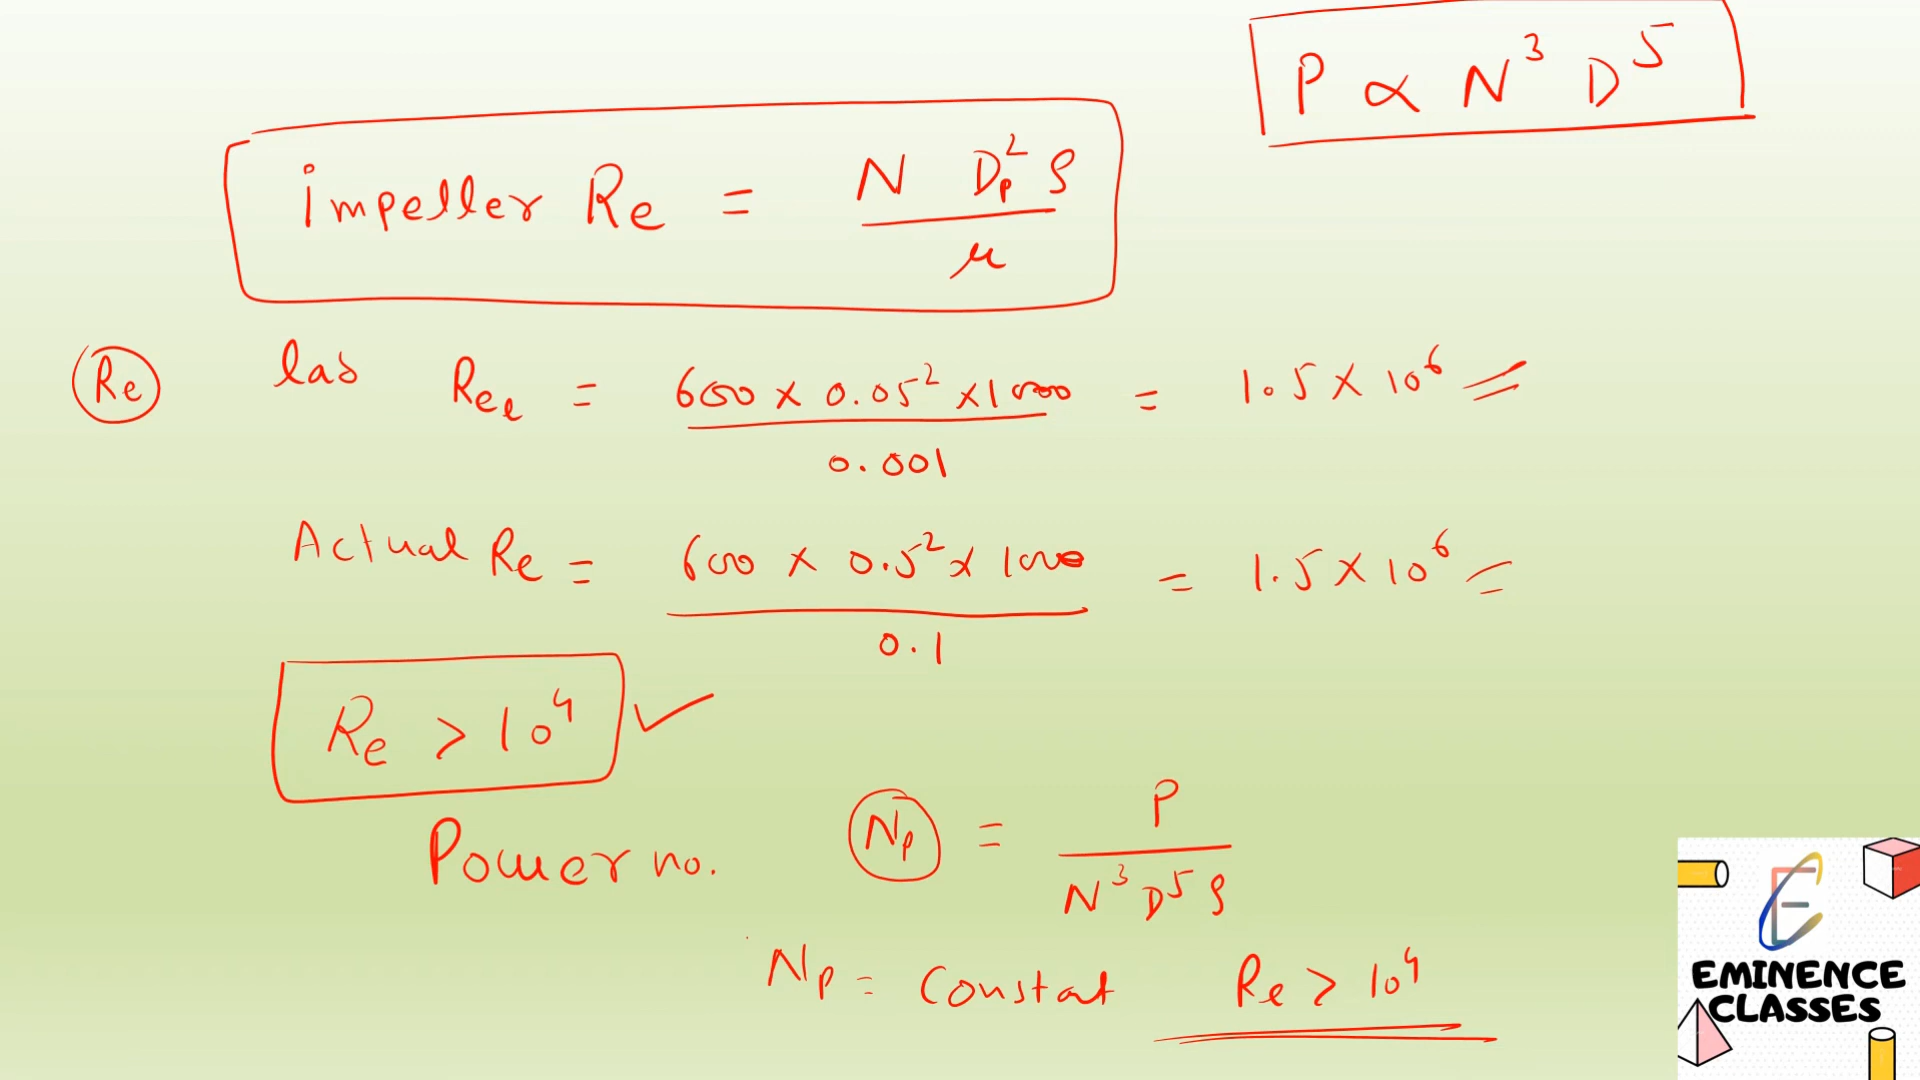 P ∝ N³ D⁵
impeller Re = N Dₚ² ρ / μ
Re lab Reₗ = 600 × 0.05² × 1000 / 0.001 = 1.5 × 10⁶
Actual Re = 600 × 0.5² × 1000 / 0.1 = 1.5 × 10⁶
Re > 10⁴ ✓
Power no. Nₚ = P / N³ D⁵ ρ
Nₚ = Constat Re > 10⁴
E
EMINENCE
CLASSES